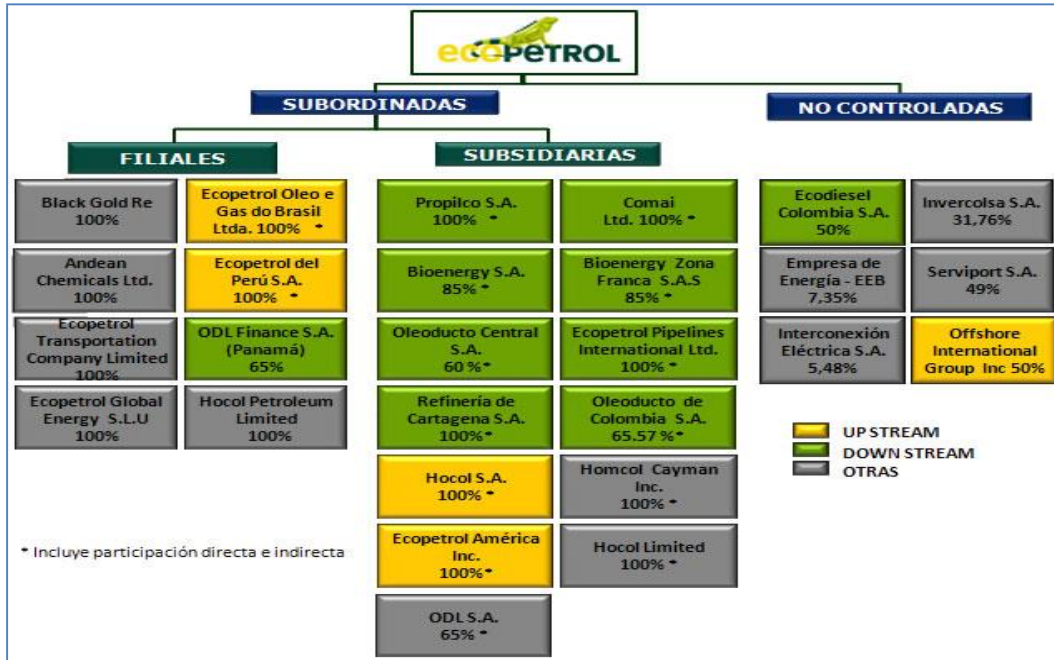 ecoPETROL
SUBORDINADAS
NO CONTROLADAS
FILIALES
SUBSIDIARIAS
Black Gold Re
100%
Ecopetrol Oleo e
Gas do Brasil
Ltda. 100% *
Andean
Chemicals Ltd.
100%
Ecopetrol del
Perú S.A.
100% *
Ecopetrol
Transportation
Company Limited
100%
ODL Finance S.A.
(Panamá)
65%
Ecopetrol Global
Energy S.L.U
100%
Hocol Petroleum
Limited
100%
Propilco S.A.
100% *
Comai
Ltd. 100% *
Bioenergy S.A.
85% *
Bioenergy Zona
Franca S.A.S
85% *
Oleoducto Central
S.A.
60 %*
Ecopetrol Pipelines
International Ltd.
100% *
Refinería de
Cartagena S.A.
100%*
Oleoducto de
Colombia S.A.
65.57 %*
Hocol S.A.
100% *
Homcol Cayman
Inc.
100% *
Ecopetrol América
Inc.
100%*
Hocol Limited
100% *
ODL S.A.
65% *
Ecodiesel
Colombia S.A.
50%
Invercolsa S.A.
31,76%
Empresa de
Energía - EEB
7,35%
Serviport S.A.
49%
Interconexión
Eléctrica S.A.
5,48%
Offshore
International
Group Inc 50%
UP STREAM
DOWN STREAM
OTRAS
* Incluye participación directa e indirecta